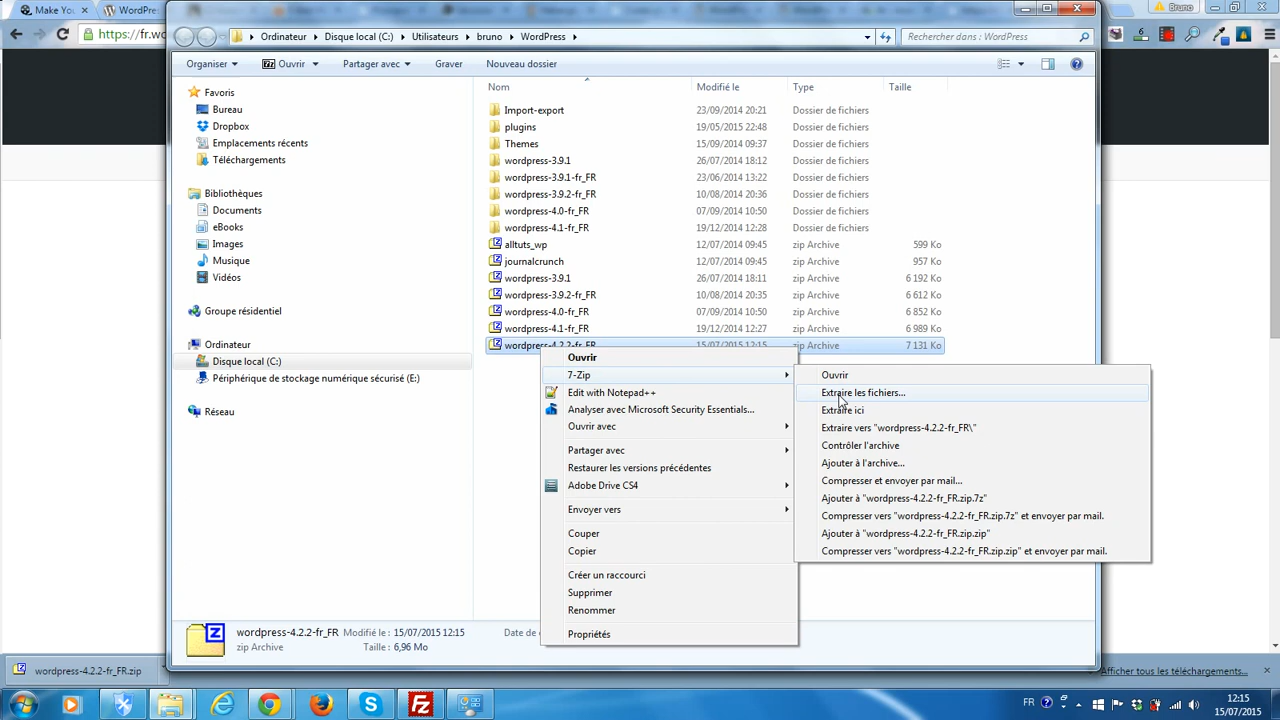 Make You
WordPre
Bruno
https://fr.wo
Ordinateur
Disque local (C:)
Utilisateurs
bruno
WordPress
Rechercher dans : WordPress
Organiser
Ouvrir
Partager avec
Graver
Nouveau dossier
Nom
Modifié le
Type
Taille
Favoris
Bureau
Dropbox
Emplacements récents
Téléchargements
Bibliothèques
Documents
eBooks
Images
Musique
Vidéos
Groupe résidentiel
Ordinateur
Disque local (C:)
Périphérique de stockage numérique sécurisé (E:)
Réseau
Import-export 23/09/2014 20:21 Dossier de fichiers
plugins 19/05/2015 22:48 Dossier de fichiers
Themes 15/09/2014 09:37 Dossier de fichiers
wordpress-3.9.1 26/07/2014 18:12 Dossier de fichiers
wordpress-3.9.1-fr_FR 23/06/2014 13:22 Dossier de fichiers
wordpress-3.9.2-fr_FR 10/08/2014 20:36 Dossier de fichiers
wordpress-4.0-fr_FR 07/09/2014 10:50 Dossier de fichiers
wordpress-4.1-fr_FR 19/12/2014 12:28 Dossier de fichiers
alltuts_wp 12/07/2014 09:45 zip Archive 599 Ko
journalcrunch 12/07/2014 09:45 zip Archive 957 Ko
wordpress-3.9.1 26/07/2014 18:11 zip Archive 6 192 Ko
wordpress-3.9.2-fr_FR 10/08/2014 20:35 zip Archive 6 612 Ko
wordpress-4.0-fr_FR 07/09/2014 10:50 zip Archive 6 852 Ko
wordpress-4.1-fr_FR 19/12/2014 12:27 zip Archive 6 989 Ko
wordpress-4.2.2-fr_FR 15/07/2015 12:15 zip Archive 7 131 Ko
Ouvrir
7-Zip
Edit with Notepad++
Analyser avec Microsoft Security Essentials...
Ouvrir avec
Partager avec
Restaurer les versions précédentes
Adobe Drive CS4
Envoyer vers
Couper
Copier
Créer un raccourci
Supprimer
Renommer
Propriétés
Ouvrir
Extraire les fichiers...
Extraire ici
Extraire vers "wordpress-4.2.2-fr_FR\"
Contrôler l'archive
Ajouter à l'archive...
Compresser et envoyer par mail...
Ajouter à "wordpress-4.2.2-fr_FR.zip.7z"
Compresser vers "wordpress-4.2.2-fr_FR.zip.7z" et envoyer par mail.
Ajouter à "wordpress-4.2.2-fr_FR.zip.zip"
Compresser vers "wordpress-4.2.2-fr_FR.zip.zip" et envoyer par mail.
wordpress-4.2.2-fr_FR Modifié le : 15/07/2015 12:15 Date de
zip Archive Taille : 6,96 Mo
wordpress-4.2.2-fr_FR.zip
Afficher tous les téléchargements...
FR
12:15
15/07/2015